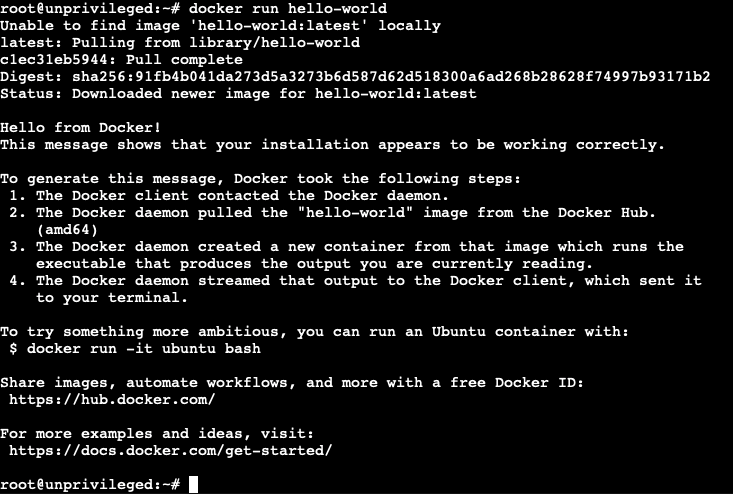 root@unprivileged:~# docker run hello-world
Unable to find image 'hello-world:latest' locally
latest: Pulling from library/hello-world
c1ec31eb5944: Pull complete
Digest: sha256:91fb4b041da273d5a3273b6d587d62d518300a6ad268b28628f74997b93171b2
Status: Downloaded newer image for hello-world:latest
Hello from Docker!
This message shows that your installation appears to be working correctly.
To generate this message, Docker took the following steps:
1. The Docker client contacted the Docker daemon.
2. The Docker daemon pulled the "hello-world" image from the Docker Hub.
(amd64)
3. The Docker daemon created a new container from that image which runs the
executable that produces the output you are currently reading.
4. The Docker daemon streamed that output to the Docker client, which sent it
to your terminal.
To try something more ambitious, you can run an Ubuntu container with:
$ docker run -it ubuntu bash
Share images, automate workflows, and more with a free Docker ID:
https://hub.docker.com/
For more examples and ideas, visit:
https://docs.docker.com/get-started/
root@unprivileged:~#